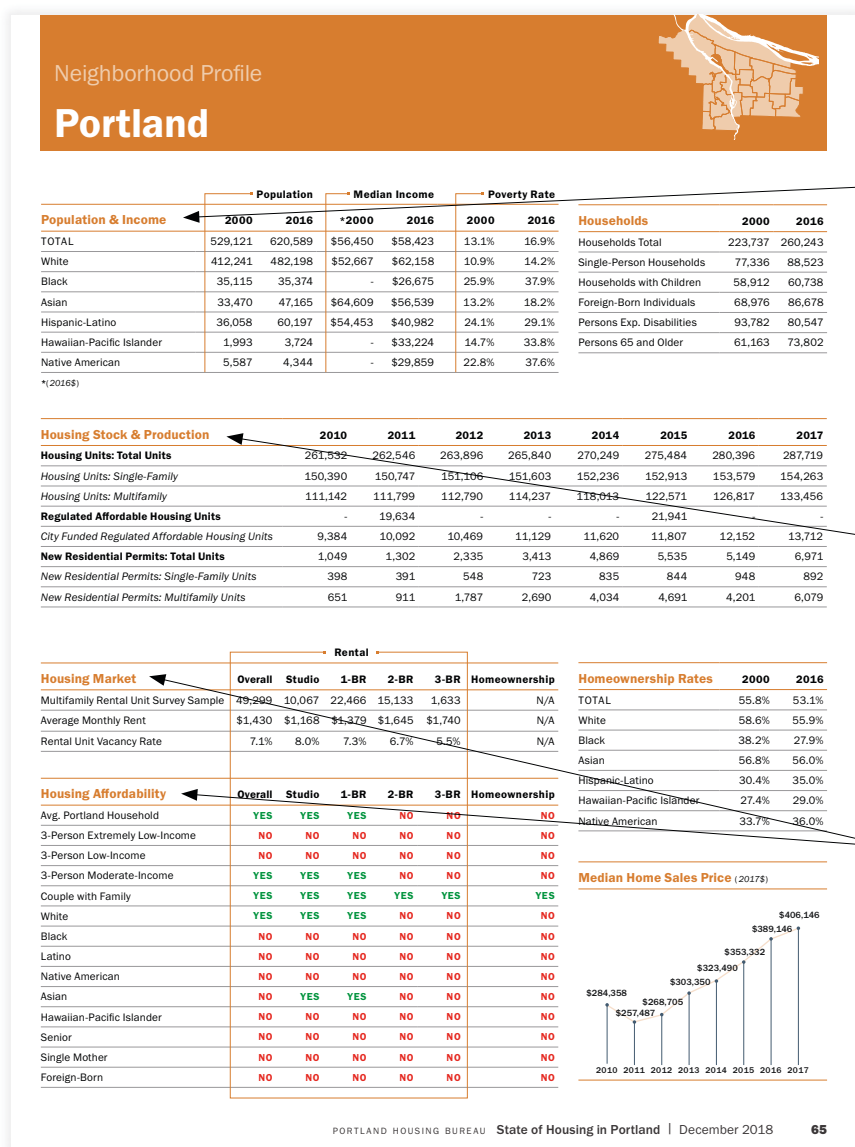 Neighborhood Profile
Portland
Population Median Income Poverty Rate
Population & Income 2000 2016 *2000 2016 2000 2016
TOTAL 529,121 620,589 $56,450 $58,423 13.1% 16.9%
White 412,241 482,198 $52,667 $62,158 10.9% 14.2%
Black 35,115 35,374 - $26,675 25.9% 37.9%
Asian 33,470 47,165 $64,609 $56,539 13.2% 18.2%
Hispanic-Latino 36,058 60,197 $54,453 $40,982 24.1% 29.1%
Hawaiian-Pacific Islander 1,993 3,724 - $33,224 14.7% 33.8%
Native American 5,587 4,344 - $29,859 22.8% 37.6%
*(2016$)
Households 2000 2016
Households Total 223,737 260,243
Single-Person Households 77,336 88,523
Households with Children 58,912 60,738
Foreign-Born Individuals 68,976 86,678
Persons Exp. Disabilities 93,782 80,547
Persons 65 and Older 61,163 73,802
Housing Stock & Production 2010 2011 2012 2013 2014 2015 2016 2017
Housing Units: Total Units 261,532 262,546 263,896 265,840 270,249 275,484 280,396 287,719
Housing Units: Single-Family 150,390 150,747 151,106 151,603 152,236 152,913 153,579 154,263
Housing Units: Multifamily 111,142 111,799 112,790 114,237 118,013 122,571 126,817 133,456
Regulated Affordable Housing Units - 19,634 - - - 21,941 - -
City Funded Regulated Affordable Housing Units 9,384 10,092 10,469 11,129 11,620 11,807 12,152 13,712
New Residential Permits: Total Units 1,049 1,302 2,335 3,413 4,869 5,535 5,149 6,971
New Residential Permits: Single-Family Units 398 391 548 723 835 844 948 892
New Residential Permits: Multifamily Units 651 911 1,787 2,690 4,034 4,691 4,201 6,079
Rental
Housing Market Overall Studio 1-BR 2-BR 3-BR Homeownership
Multifamily Rental Unit Survey Sample 49,299 10,067 22,466 15,133 1,633 N/A
Average Monthly Rent $1,430 $1,168 $1,379 $1,645 $1,740 N/A
Rental Unit Vacancy Rate 7.1% 8.0% 7.3% 6.7% 5.5% N/A
Housing Affordability Overall Studio 1-BR 2-BR 3-BR Homeownership
Avg. Portland Household YES YES YES NO NO NO
3-Person Extremely Low-Income NO NO NO NO NO NO
3-Person Low-Income NO NO NO NO NO NO
3-Person Moderate-Income YES YES YES NO NO NO
Couple with Family YES YES YES YES YES YES
White YES YES YES NO NO NO
Black NO NO NO NO NO NO
Latino NO NO NO NO NO NO
Native American NO NO NO NO NO NO
Asian NO YES YES NO NO NO
Hawaiian-Pacific Islander NO NO NO NO NO NO
Senior NO NO NO NO NO NO
Single Mother NO NO NO NO NO NO
Foreign-Born NO NO NO NO NO NO
Homeownership Rates 2000 2016
TOTAL 55.8% 53.1%
White 58.6% 55.9%
Black 38.2% 27.9%
Asian 56.8% 56.0%
Hispanic-Latino 30.4% 35.0%
Hawaiian-Pacific Islander 27.4% 29.0%
Native American 33.7% 36.0%
Median Home Sales Price (2017$)
$284,358 $257,487 $268,705 $303,350 $323,490 $353,332 $389,146 $406,146
2010 2011 2012 2013 2014 2015 2016 2017
PORTLAND HOUSING BUREAU State of Housing in Portland | December 2018 65